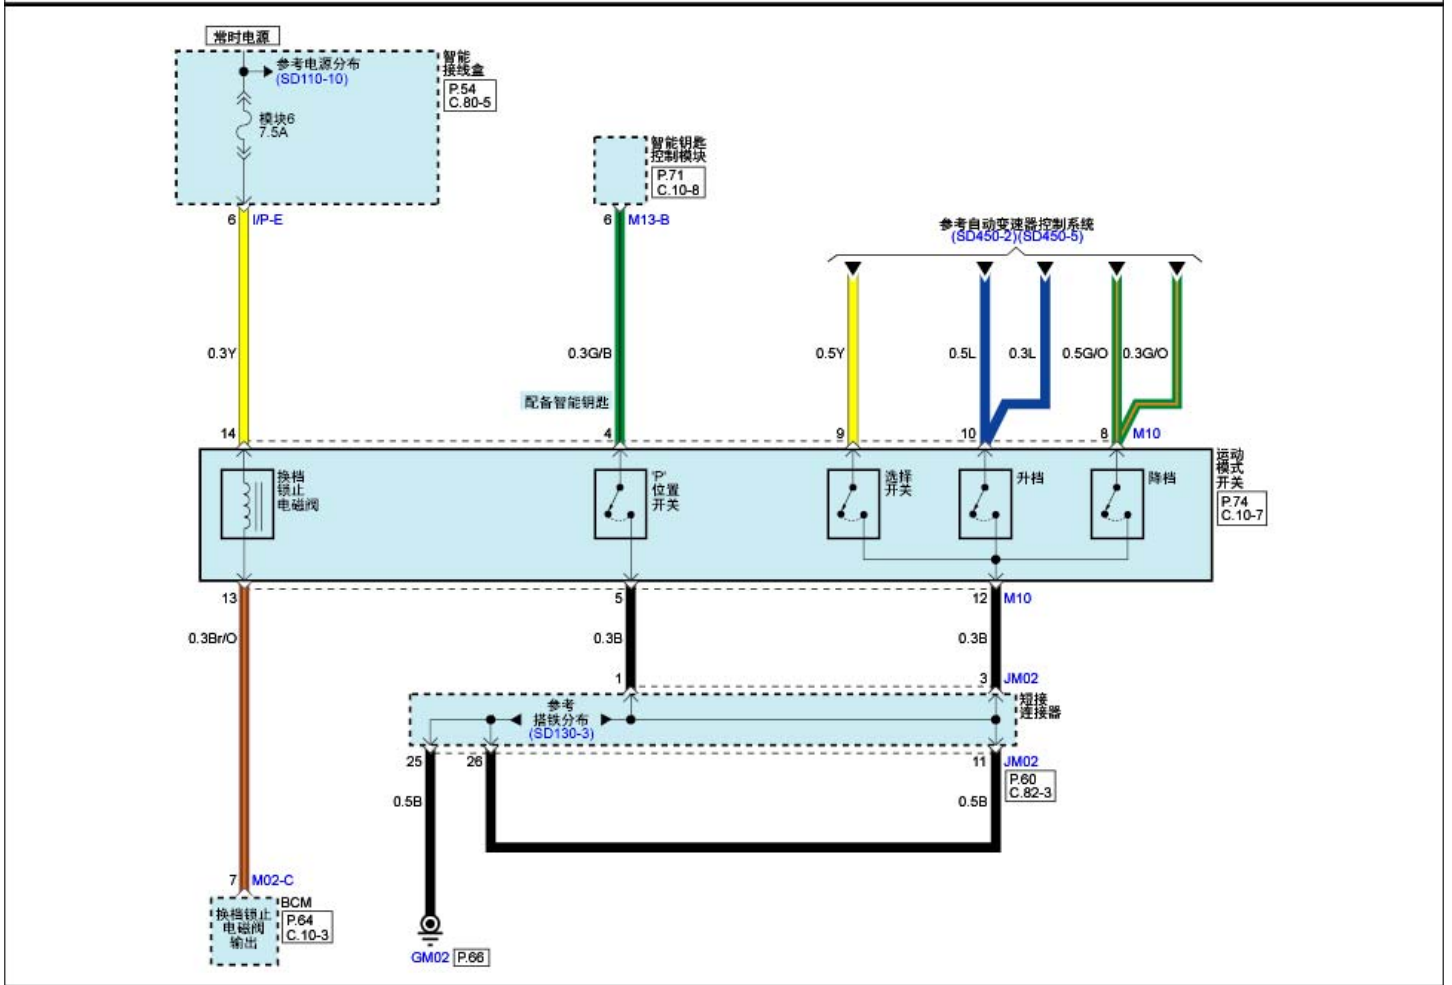 常时电源
参考电源分布
(SD110-10)
模块6
7.5A
智能
接线盒
P.54
C.80-5
智能钥匙
控制模块
P.71
C.10-8
6 I/P-E
6 M13-B
参考自动变速器控制系统
(SD450-2)(SD450-5)
0.3Y
0.3G/B
0.5Y
0.5L
0.3L
0.5G/O
0.3G/O
配备智能钥匙
14
4
9
10
8
M10
换档
锁止
电磁阀
'P'
位置
开关
选择
开关
升档
降档
运动
模式
开关
P.74
C.10-7
13
5
12
M10
0.3Br/O
0.3B
0.3B
1
3
JM02
参考
搭铁分布
(SD130-3)
短接
连接器
25
26
11
JM02
P.60
C.82-3
0.5B
0.5B
7 M02-C
换档锁止
电磁阀
输出
BCM
P.64
C.10-3
GM02
P.66